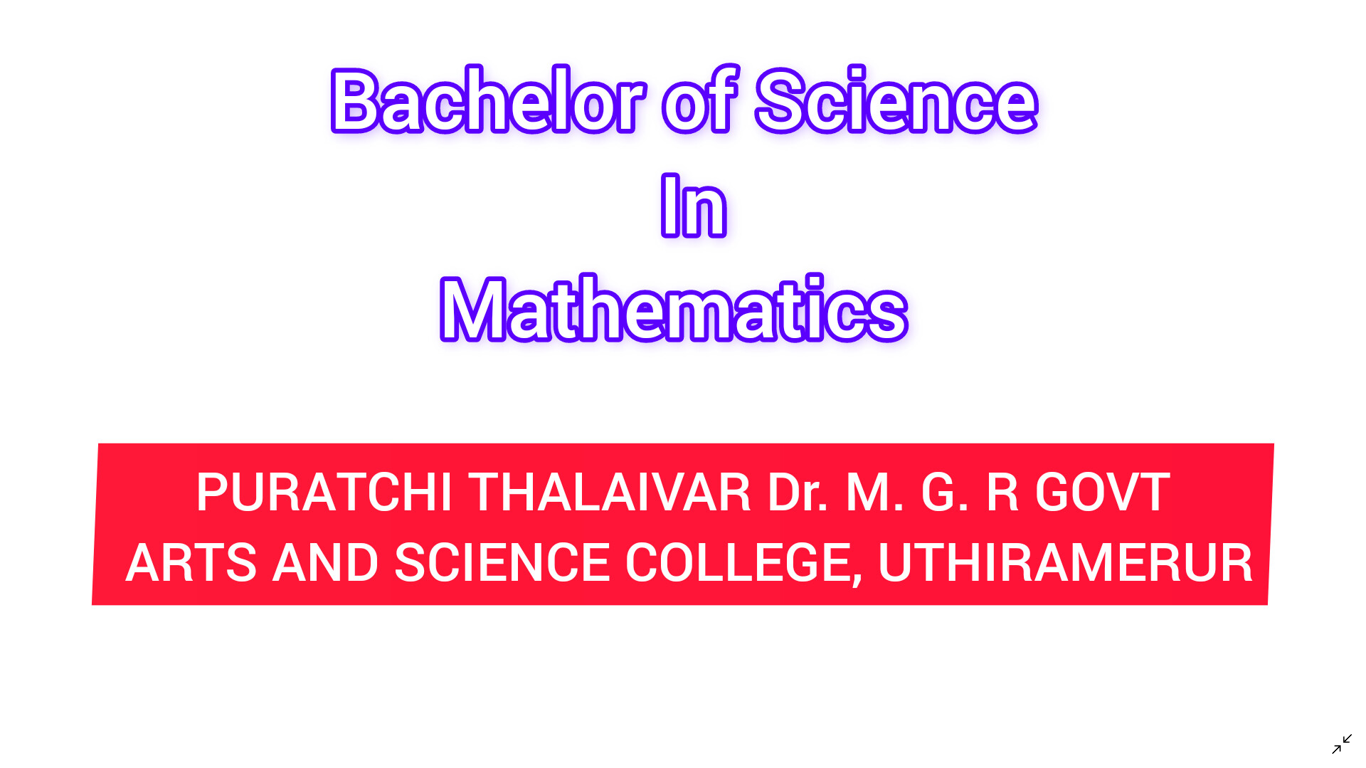 Bachelor of Science
In
Mathematics
PURATCHI THALAIVAR Dr. M. G. R GOVT
ARTS AND SCIENCE COLLEGE, UTHIRAMERUR